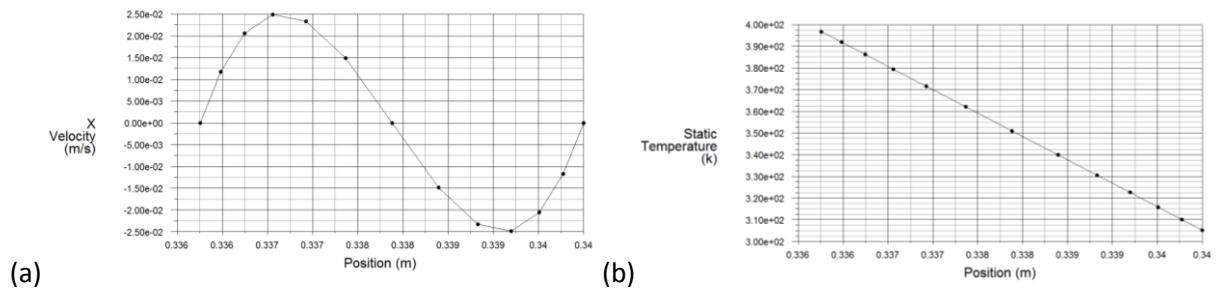 2.50e-02
2.00e-02
1.50e-02
1.00e-02
5.00e-03
0.00e+00
-5.00e-03
-1.00e-02
-1.50e-02
-2.00e-02
-2.50e-02
X
Velocity
(m/s)
0.336 0.336 0.337 0.337 0.338 0.338 0.339 0.339 0.34 0.34
Position (m)
(a)
4.00e+02
3.90e+02
3.80e+02
3.70e+02
3.60e+02
3.50e+02
3.40e+02
3.30e+02
3.20e+02
3.10e+02
3.00e+02
Static
Temperature
(k)
0.336 0.336 0.337 0.337 0.338 0.338 0.339 0.339 0.34 0.34
Position (m)
(b)